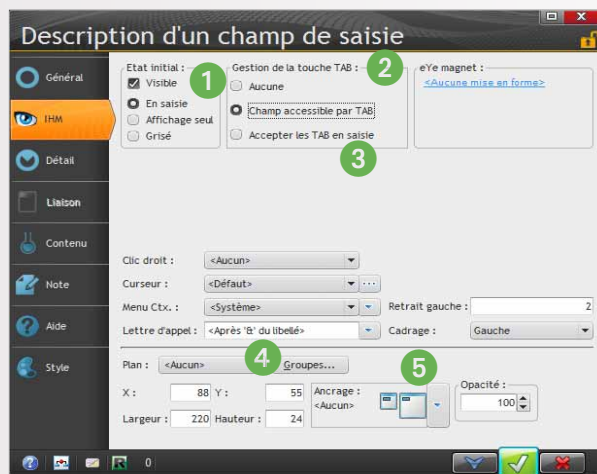 Description d'un champ de saisie
Général
IHM
Détail
Liaison
Contenu
Note
Aide
Style
Etat initial :
Visible
En saisie
Affichage seul
Grisé
1
Gestion de la touche TAB :
2
Aucune
Champ accessible par TAB
Accepter les TAB en saisie
3
eYe magnet :
<Aucune mise en forme>
Clic droit : <Aucun>
Curseur : <Défaut> ...
Menu Ctx. : <Système> Retrait gauche : 2
Lettre d'appel : <Après '&' du libellé> Cadrage : Gauche
Plan : <Aucun> 4 Groupes...
5
X : 88 Y : 55 Ancrage : <Aucun> Opacité : 100
Largeur : 220 Hauteur : 24
0